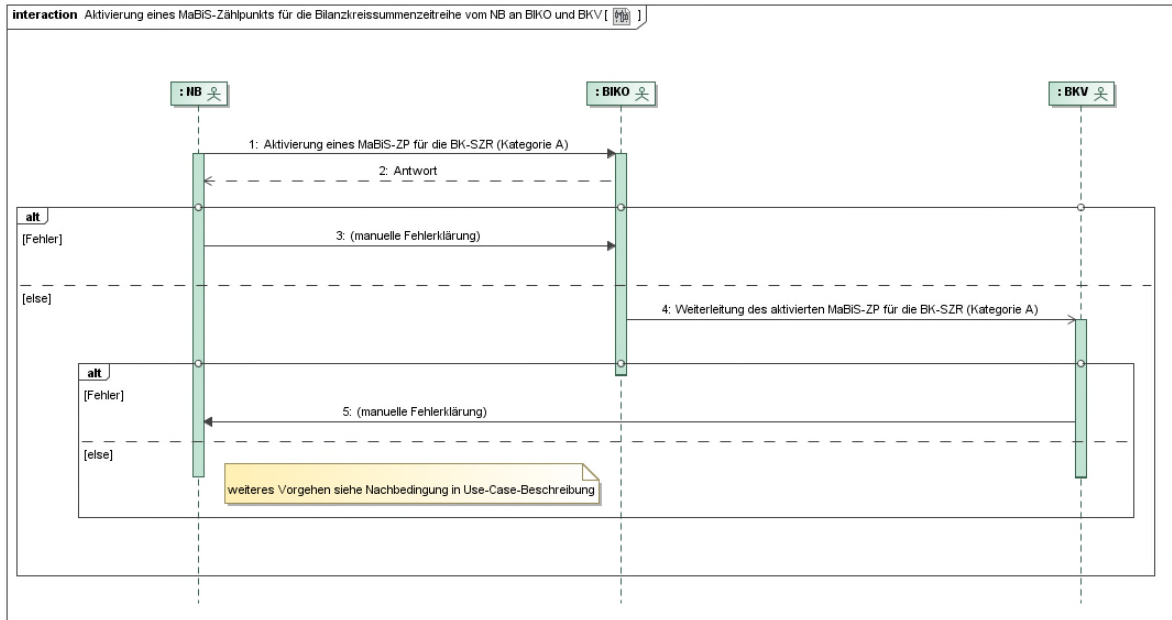 interaction Aktivierung eines MaBiS-Zählpunkts für die Bilanzkreissummenzeitreihe vom NB an BIKO und BKV [ ]
: NB
: BIKO
: BKV
1: Aktivierung eines MaBiS-ZP für die BK-SZR (Kategorie A)
2: Antwort
alt
[Fehler]
3: (manuelle Fehlerklärung)
[else]
4: Weiterleitung des aktivierten MaBiS-ZP für die BK-SZR (Kategorie A)
alt
[Fehler]
5: (manuelle Fehlerklärung)
[else]
weiteres Vorgehen siehe Nachbedingung in Use-Case-Beschreibung